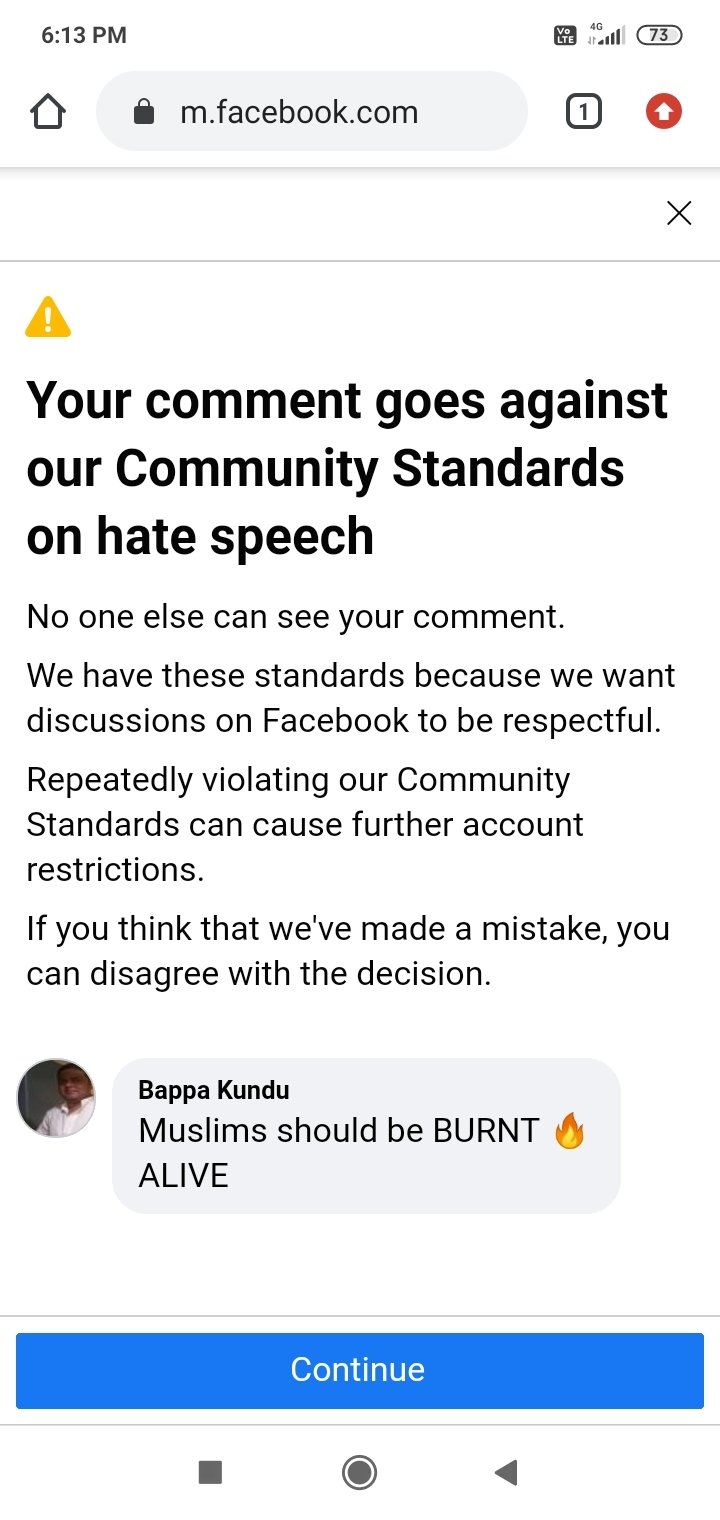 6:13 PM
Vo LTE 4G 73
m.facebook.com
1
Your comment goes against
our Community Standards
on hate speech
No one else can see your comment.
We have these standards because we want
discussions on Facebook to be respectful.
Repeatedly violating our Community
Standards can cause further account
restrictions.
If you think that we've made a mistake, you
can disagree with the decision.
Bappa Kundu
Muslims should be BURNT 🔥
ALIVE
Continue